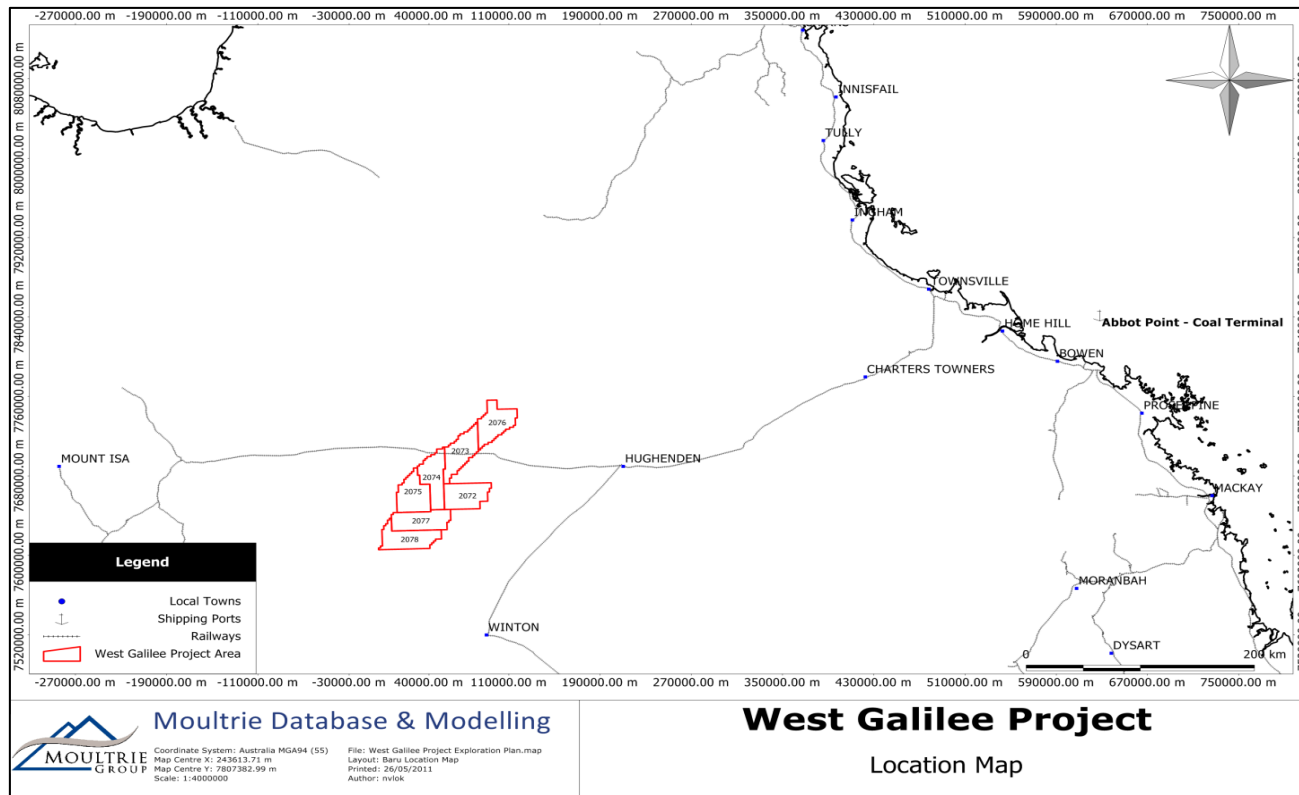 -270000.00 m -190000.00 m -110000.00 m -300000.00 m 400000.00 m 110000.00 m 190000.00 m 270000.00 m 350000.00 m 430000.00 m 510000.00 m 590000.00 m 670000.00 m 750000.00 m
8080000.00 m
8000000.00 m
7920000.00 m
7840000.00 m
7760000.00 m
7680000.00 m
7600000.00 m
7520000.00 m
INNISFAIL
TULLY
INGHAM
TOWNSVILLE
Abbot Point - Coal Terminal
HOME HILL
BOWEN
CHARTERS TOWNERS
PROSERPINE
2076
2073
MOUNT ISA
HUGHENDEN
2074
2075
2072
MACKAY
2077
2078
MORANBAH
WINTON
DYSART
0 200 km
Legend
Local Towns
Shipping Ports
Railways
West Galilee Project Area
-270000.00 m -190000.00 m -110000.00 m -300000.00 m 400000.00 m 110000.00 m 190000.00 m 270000.00 m 350000.00 m 430000.00 m 510000.00 m 590000.00 m 670000.00 m 750000.00 m
MOULTRIE
GROUP
Moultrie Database & Modelling
Coordinate System: Australia MGA94 (55)
Map Centre X: 243613.71 m
Map Centre Y: 7807382.99 m
Scale: 1:4000000
File: West Galilee Project Exploration Plan.map
Layout: Baru Location Map
Printed: 26/05/2011
Author: nvlok
West Galilee Project
Location Map